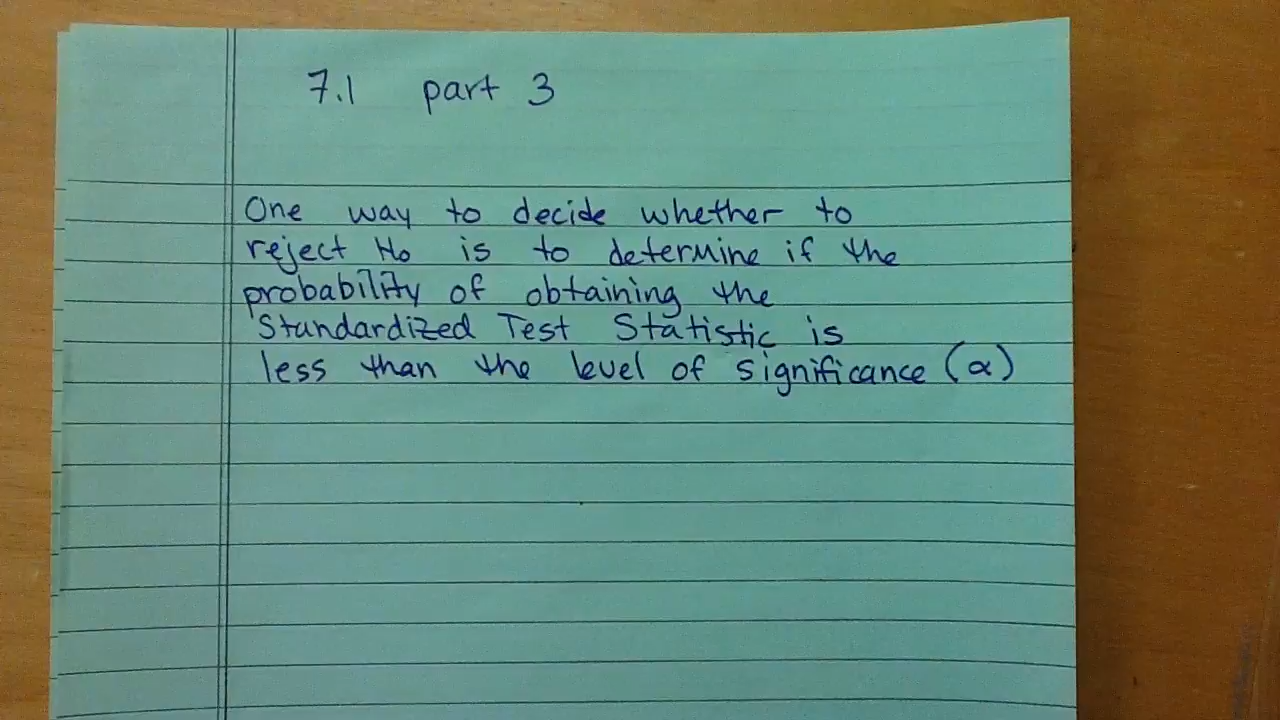 7.1 part 3
One way to decide whether to
reject Ho is to determine if the
probability of obtaining the
Standardized Test Statistic is
less than the level of significance (α)